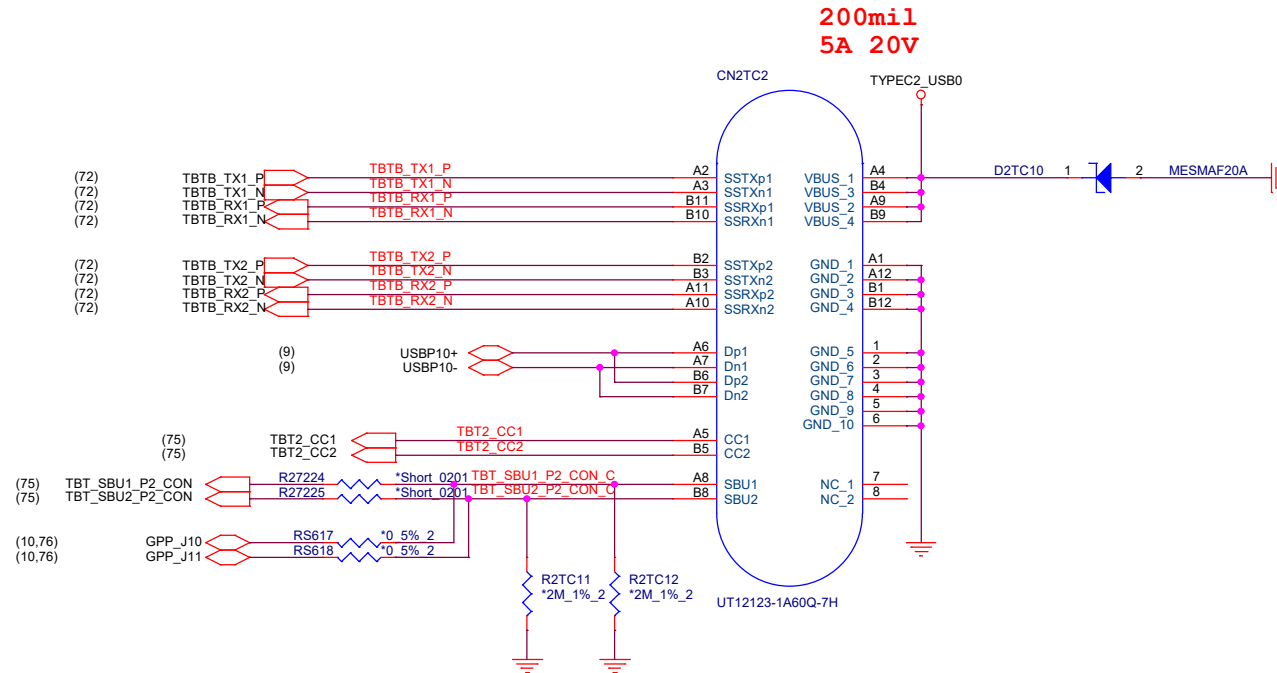 200mil
5A 20V
CN2TC2
TYPEC2_USB0
(72) TBTB_TX1_P TBTB_TX1_P A2 SSTXp1 VBUS_1 A4 D2TC10 1 2 MESMAF20A
(72) TBTB_TX1_N TBTB_TX1_N A3 SSTXn1 VBUS_3 B4
(72) TBTB_RX1_P TBTB_RX1_P B11 SSRXp1 VBUS_2 A9
(72) TBTB_RX1_N TBTB_RX1_N B10 SSRXn1 VBUS_4 B9
(72) TBTB_TX2_P TBTB_TX2_P B2 SSTXp2 GND_1 A1
(72) TBTB_TX2_N TBTB_TX2_N B3 SSTXn2 GND_2 A12
(72) TBTB_RX2_P TBTB_RX2_P A11 SSRXp2 GND_3 B1
(72) TBTB_RX2_N TBTB_RX2_N A10 SSRXn2 GND_4 B12
(9) USBP10+ A6 Dp1 GND_5 1
(9) USBP10- A7 Dn1 GND_6 2
B6 Dp2 GND_7 3
B7 Dn2 GND_8 4
GND_9 5
GND_10 6
(75) TBT2_CC1 TBT2_CC1 A5 CC1
(75) TBT2_CC2 TBT2_CC2 B5 CC2
(75) TBT_SBU1_P2_CON R27224 *Short_0201 TBT_SBU1_P2_CON_C A8 SBU1 NC_1 7
(75) TBT_SBU2_P2_CON R27225 *Short_0201 TBT_SBU2_P2_CON_C B8 SBU2 NC_2 8
(10,76) GPP_J10 RS617 *0_5%_2
(10,76) GPP_J11 RS618 *0_5%_2
R2TC11 R2TC12
*2M_1%_2 *2M_1%_2
UT12123-1A60Q-7H